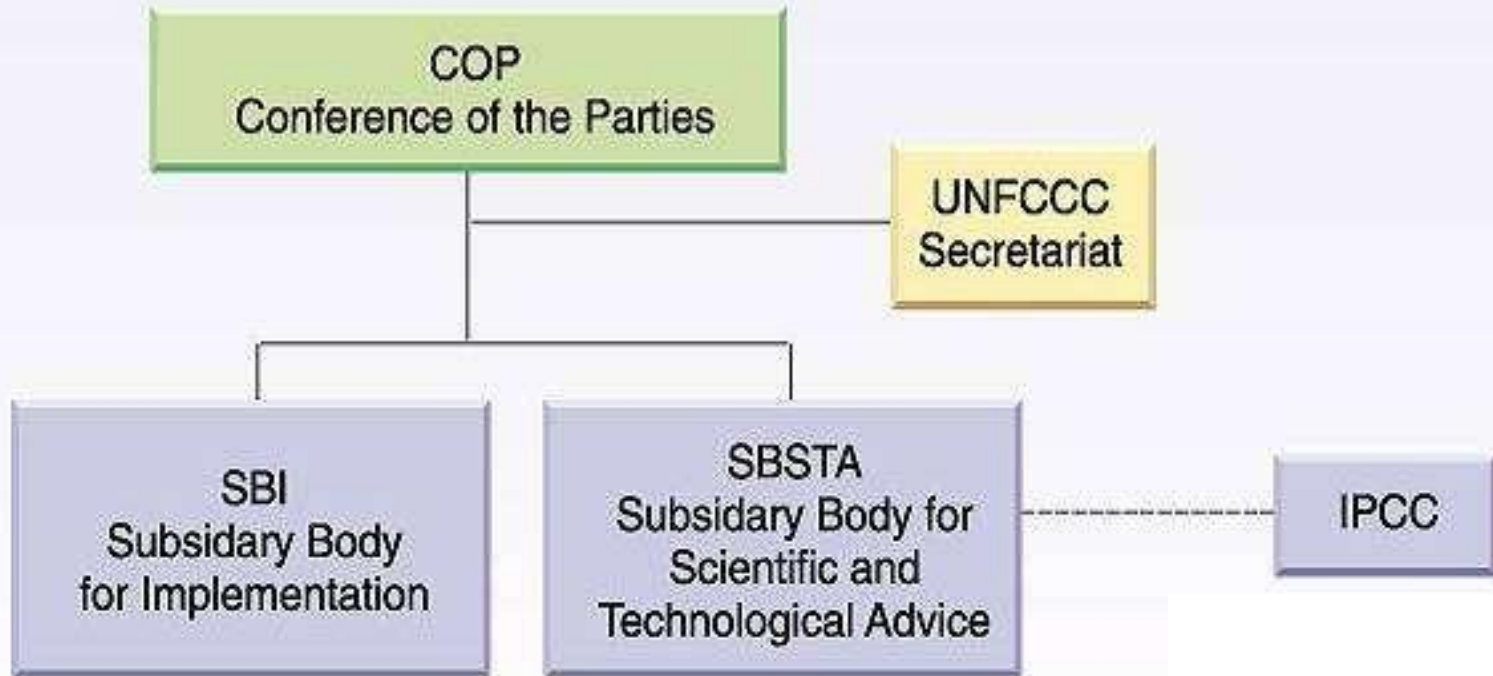 COP
Conference of the Parties
UNFCCC
Secretariat
SBI
Subsidary Body
for Implementation
SBSTA
Subsidary Body for
Scientific and
Technological Advice
IPCC